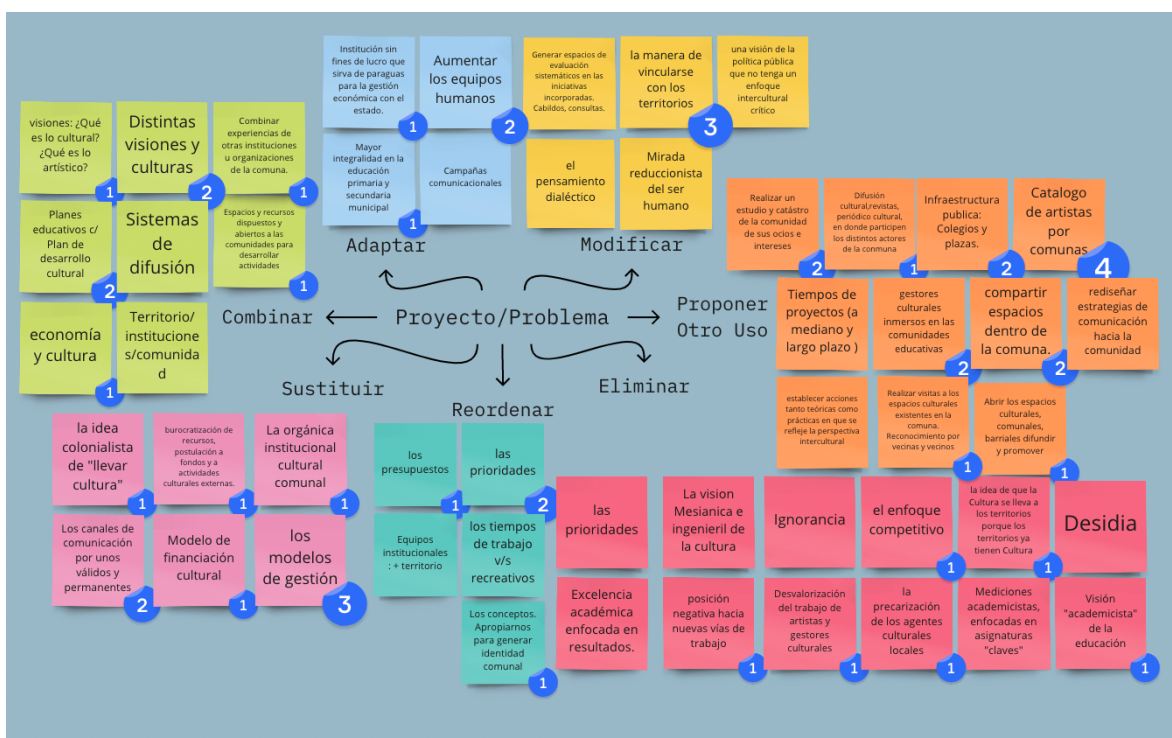 visiones: ¿Qué
es lo cultural?
¿Qué es lo
artístico?
1
Distintas
visiones y
culturas
2
Combinar
experiencias de
otras instituciones
u organizaciones
de la comuna.
1
Planes
educativos c/
Plan de
desarrollo
cultural
2
Sistemas
de
difusión
Espacios y recursos
dispuestos y
abiertos a las
comunidades para
desarrollar
actividades
1
economía
y cultura
1
Territorio/
institucione
s/comunida
d
Institución sin
fines de lucro que
sirva de paraguas
para la gestión
económica con el
estado.
1
Aumentar
los equipos
humanos
2
Mayor
integralidad en la
educación
primaria y
secundaria
municipal
1
Campañas
comunicacionales
Generar espacios de
evaluación
sistemáticos en las
iniciativas
incorporadas.
Cabildos, consultas.
la manera de
vincularse
con los
territorios
3
una visión de la
política pública
que no tenga un
enfoque
intercultural
crítico
el
pensamiento
dialéctico
Mirada
reduccionista
del ser
humano
Adaptar
Modificar
Combinar
Proyecto/Problema
Proponer
Otro Uso
Sustituir
Reordenar
Eliminar
Realizar un
estudio y catástro
de la comunidad
de sus ocios e
intereses
2
Difusión
cultural,revistas,
periódico cultural,
en donde participen
los distintos actores
de la conmuna
1
Infraestructura
publica:
Colegios y
plazas.
2
Catalogo
de artistas
por
comunas
4
Tiempos de
proyectos (a
mediano y
largo plazo )
gestores
culturales
inmersos en las
comunidades
educativas
2
compartir
espacios
dentro de
la comuna.
2
rediseñar
estrategias de
comunicación
hacia la
comunidad
establecer acciones
tanto teóricas como
prácticas en que se
refleje la perspectiva
intercultural
Realizar visitas a los
espacios culturales
existentes en la
comuna.
Reconocimiento por
vecinas y vecinos
1
Abrir los espacios
culturales,
comunales,
barriales difundir
y promover
1
la idea
colonialista
de "llevar
cultura"
1
burocratización de
recursos,
postulación a
fondos y a
actividades
culturales externas.
1
La orgánica
institucional
cultural
comunal
1
Los canales de
comunicación
por unos
válidos y
permanentes
2
Modelo de
financiación
cultural
1
los
modelos
de gestión
3
los
presupuestos
1
las
prioridades
2
Equipos
institucionales
: + territorio
los tiempos
de trabajo
v/s
recreativos
Los conceptos.
Apropiarnos
para generar
identidad
comunal
1
las
prioridades
La vision
Mesianica e
ingenieril de
la cultura
Ignorancia
el enfoque
competitivo
1
la idea de que la
Cultura se lleva a
los territorios
porque los
territorios ya
tienen Cultura
1
Desidia
Excelencia
académica
enfocada en
resultados.
posición
negativa hacia
nuevas vías de
trabajo
1
Desvalorización
del trabajo de
artistas y
gestores
culturales
1
la
precarización
de los agentes
culturales
locales
1
Mediciones
academicistas,
enfocadas en
asignaturas
"claves"
Visión
"academicista"
de la
educación
1